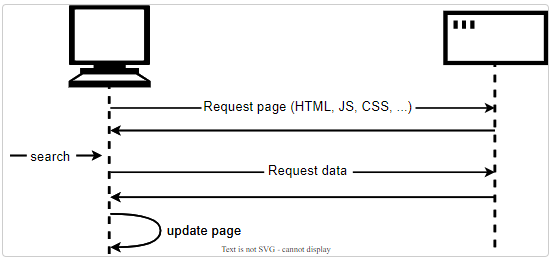 Request page (HTML, JS, CSS, ...)
search
Request data
update page
Text is not SVG - cannot display